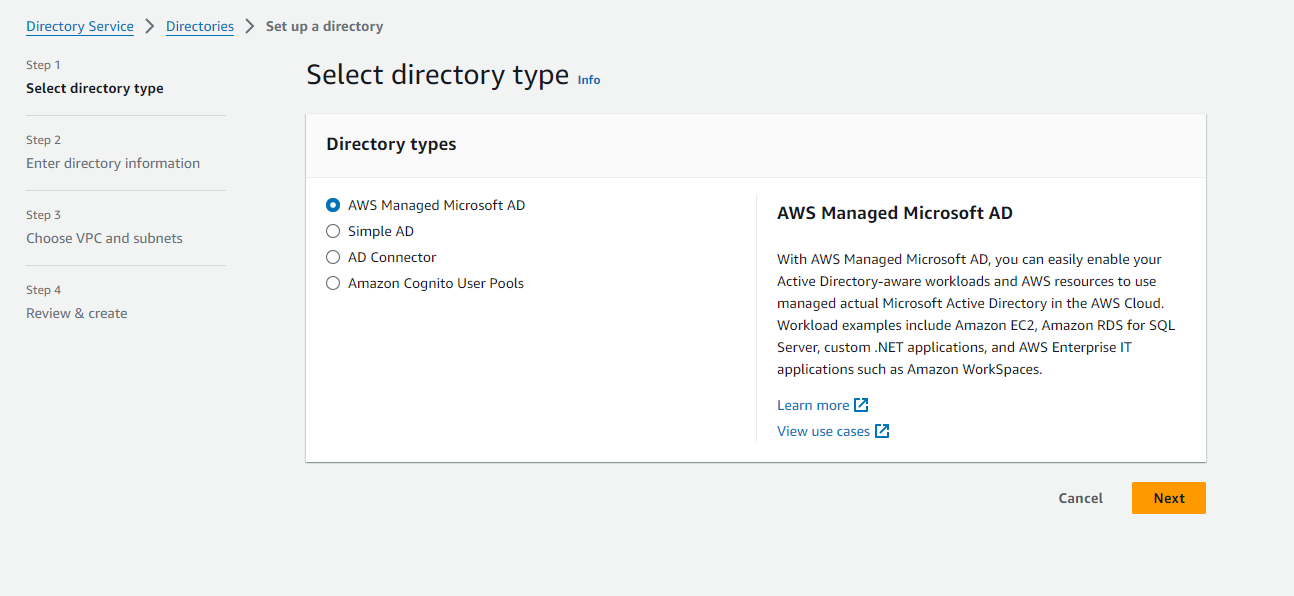 Directory Service > Directories > Set up a directory
Step 1
Select directory type
Step 2
Enter directory information
Step 3
Choose VPC and subnets
Step 4
Review & create
Select directory type Info
Directory types
AWS Managed Microsoft AD
Simple AD
AD Connector
Amazon Cognito User Pools
AWS Managed Microsoft AD
With AWS Managed Microsoft AD, you can easily enable your
Active Directory-aware workloads and AWS resources to use
managed actual Microsoft Active Directory in the AWS Cloud.
Workload examples include Amazon EC2, Amazon RDS for SQL
Server, custom .NET applications, and AWS Enterprise IT
applications such as Amazon WorkSpaces.
Learn more
View use cases
Cancel
Next